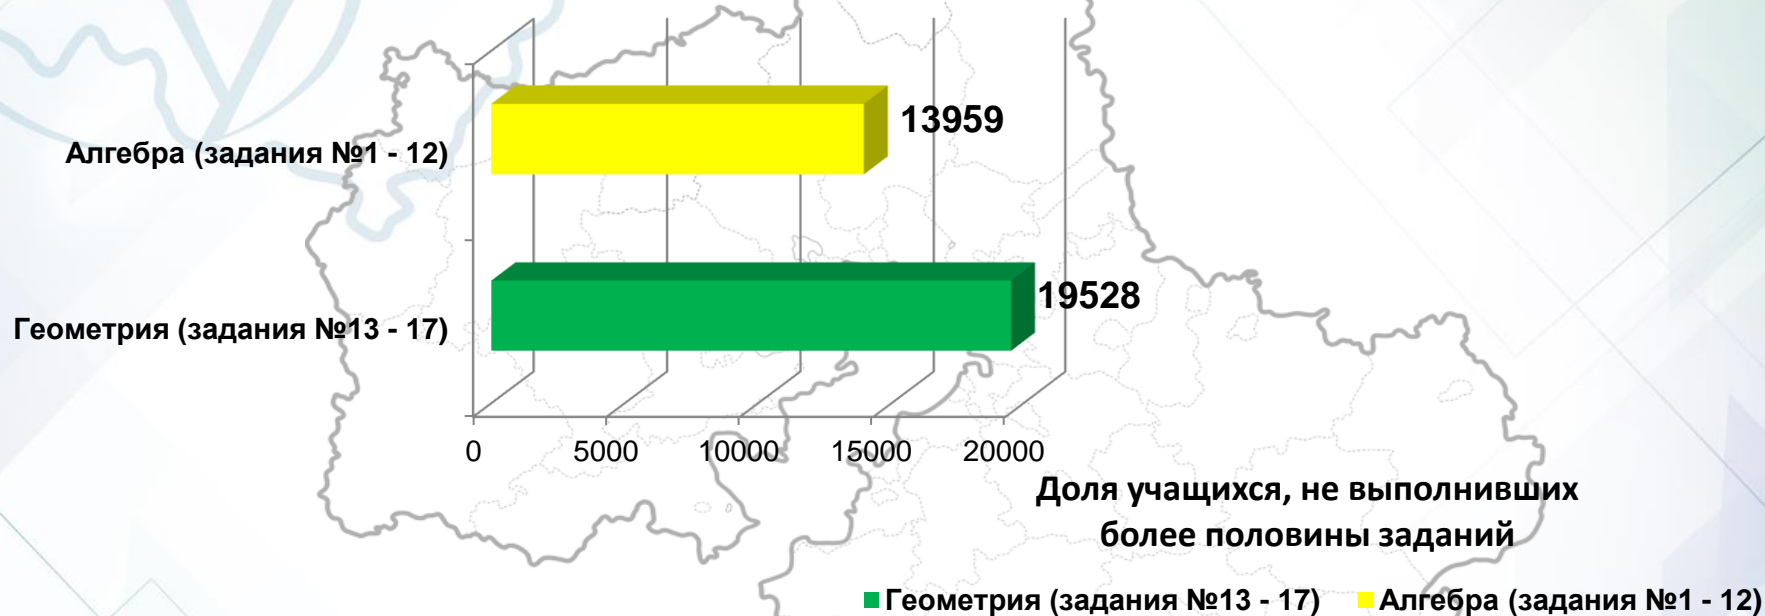 Алгебра (задания №1 - 12)
13959
Геометрия (задания №13 - 17)
19528
0 5000 10000 15000 20000
Доля учащихся, не выполнивших
более половины заданий
Геометрия (задания №13 - 17) Алгебра (задания №1 - 12)